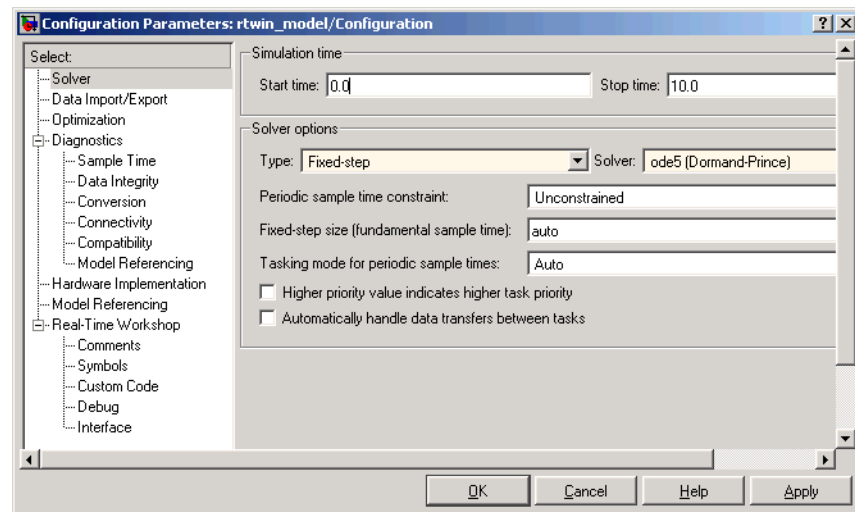 Configuration Parameters: rtwin_model/Configuration
Select:
Solver
Data Import/Export
Optimization
Diagnostics
Sample Time
Data Integrity
Conversion
Connectivity
Compatibility
Model Referencing
Hardware Implementation
Model Referencing
Real-Time Workshop
Comments
Symbols
Custom Code
Debug
Interface
Simulation time
Start time: 0.0 Stop time: 10.0
Solver options
Type: Fixed-step Solver: ode5 (Dormand-Prince)
Periodic sample time constraint: Unconstrained
Fixed-step size (fundamental sample time): auto
Tasking mode for periodic sample times: Auto
Higher priority value indicates higher task priority
Automatically handle data transfers between tasks
OK Cancel Help Apply